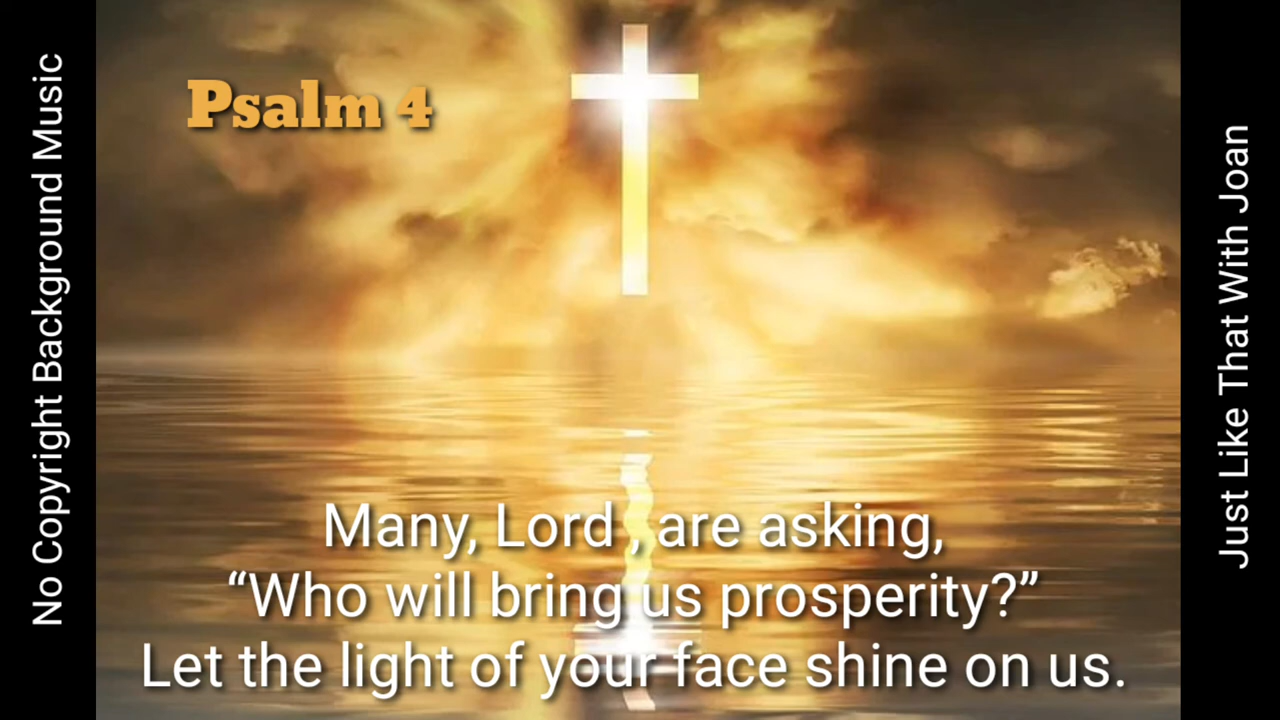 No Copyright Background Music
Psalm 4
Many, Lord , are asking,
“Who will bring us prosperity?”
Let the light of your face shine on us.
Just Like That With Joan